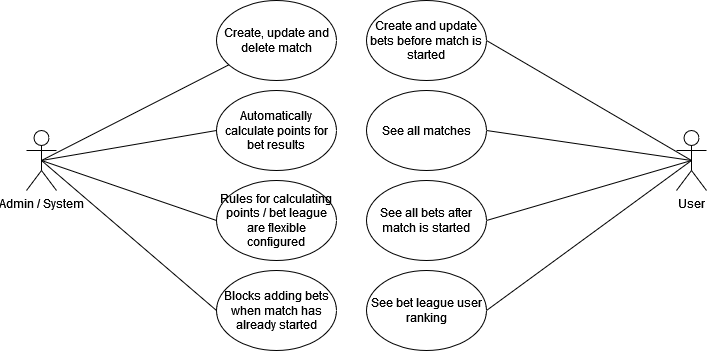 Create, update and
delete match
Create and update
bets before match is
started
Automatically
calculate points for
bet results
See all matches
Admin / System
User
Rules for calculating
points / bet league
are flexible
configured
See all bets after
match is started
Blocks adding bets
when match has
already started
See bet league user
ranking